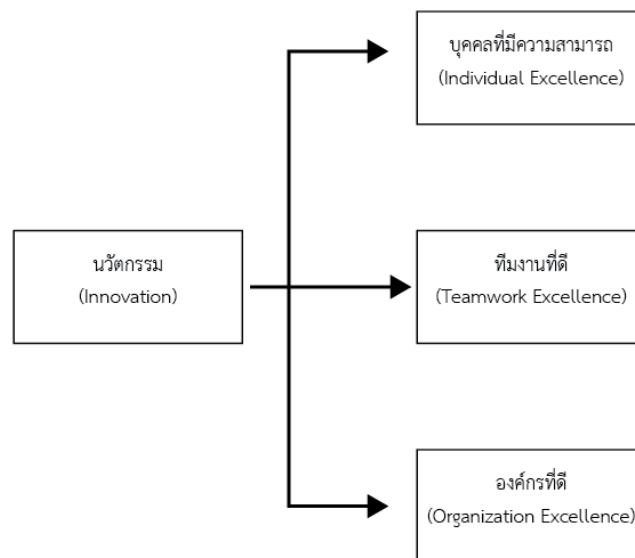 บุคคลที่มีความสามารถ
(Individual Excellence)
นวัตกรรม
(Innovation)
ทีมงานที่ดี
(Teamwork Excellence)
องค์กรที่ดี
(Organization Excellence)